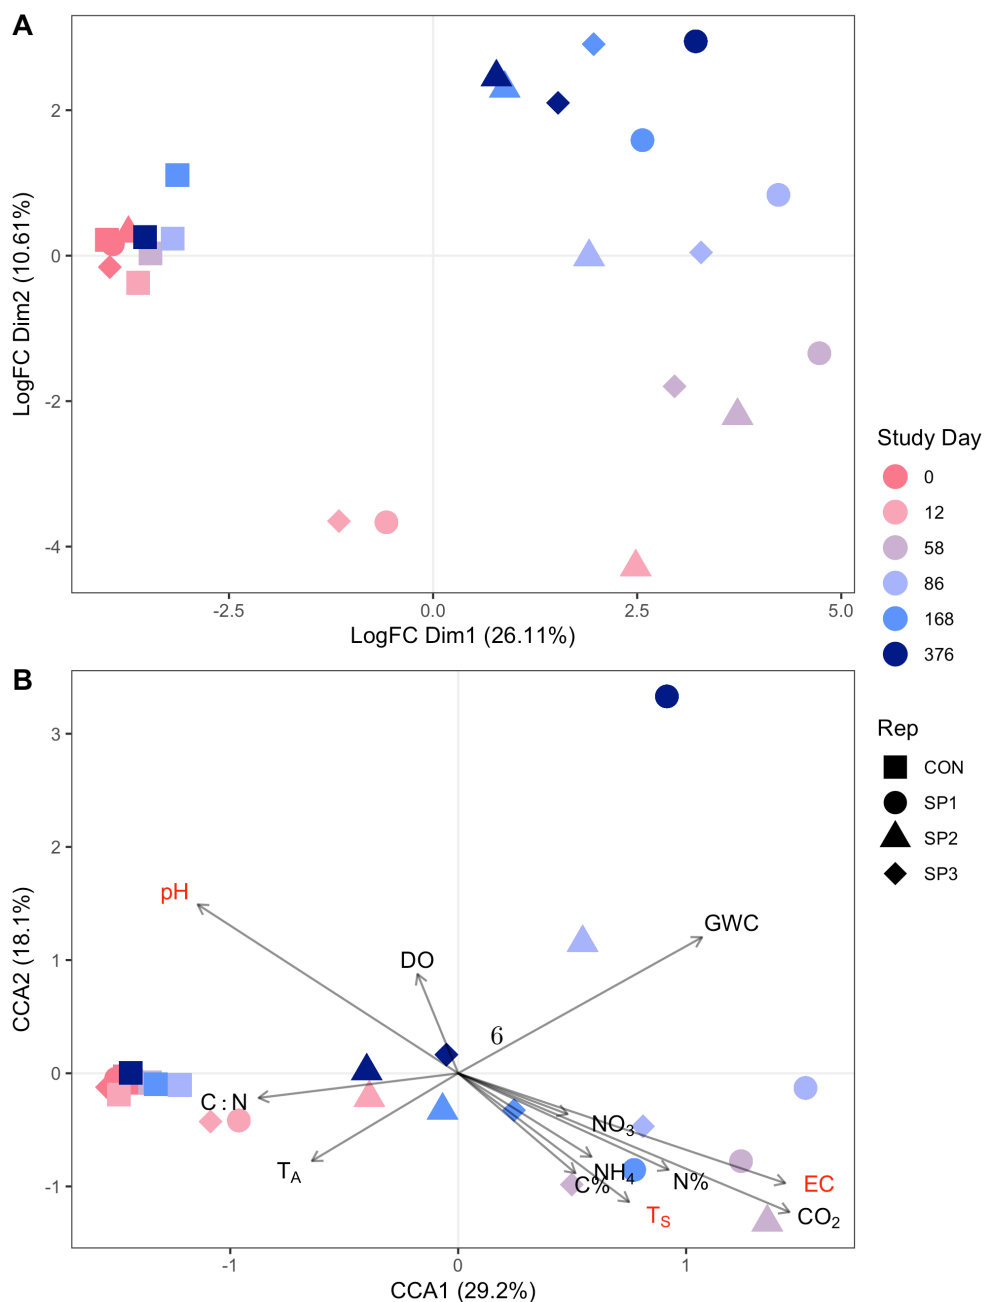 A
2
0
-2
-4
LogFC Dim2 (10.61%)
-2.5
0.0
2.5
5.0
LogFC Dim1 (26.11%)
Study Day
0
12
58
86
168
376
Rep
CON
SP1
SP2
SP3
B
3
2
1
0
-1
CCA2 (18.1%)
pH
GWC
DO
6
C : N
NO3
TA
NH4
C%
N%
EC
TS
CO2
-1
0
1
CCA1 (29.2%)